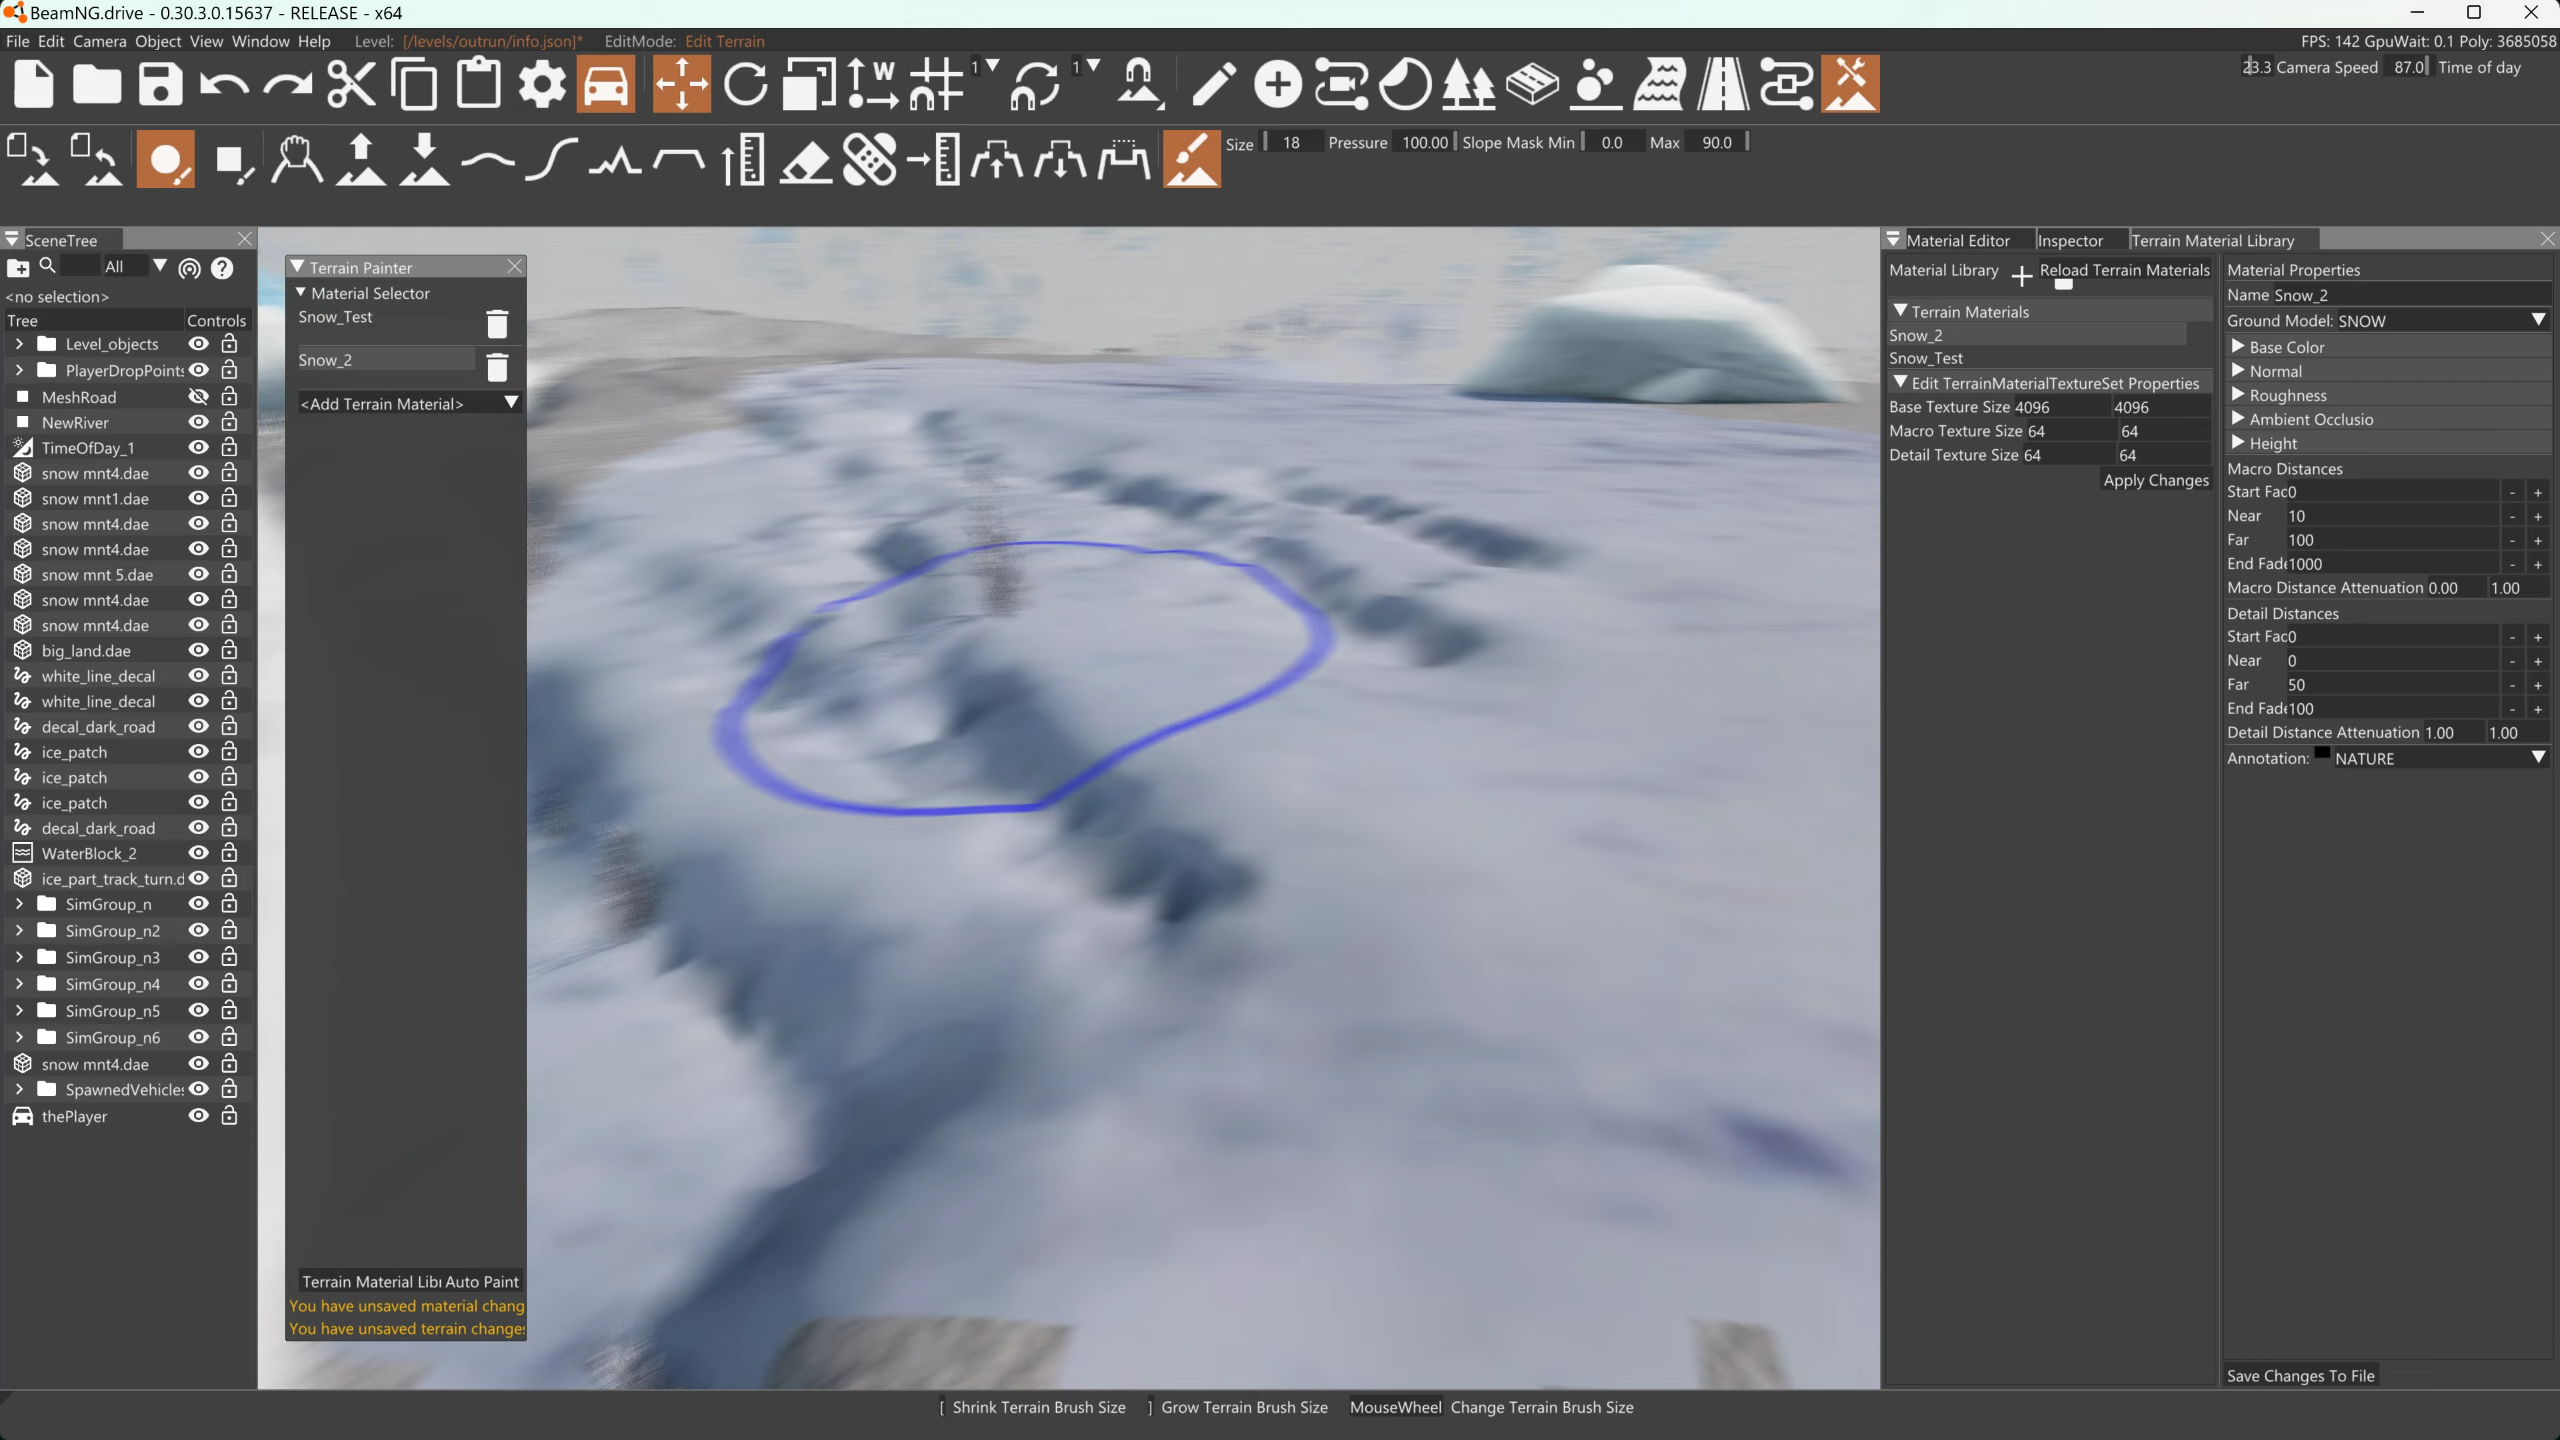 BeamNG.drive - 0.30.3.0.15637 - RELEASE - x64
File Edit Camera Object View Window Help Level: [/levels/outrun/info.json]* EditMode: Edit Terrain FPS: 142 GpuWait: 0.1 Poly: 3685058
W 1 1 23.3 Camera Speed 87.0 Time of day
Size 18 Pressure 100.00 Slope Mask Min 0.0 Max 90.0
SceneTree
All
<no selection>
Tree Controls
Level_objects
PlayerDropPoints
MeshRoad
NewRiver
TimeOfDay_1
snow mnt4.dae
snow mnt1.dae
snow mnt4.dae
snow mnt4.dae
snow mnt 5.dae
snow mnt4.dae
snow mnt4.dae
big_land.dae
white_line_decal
white_line_decal
decal_dark_road
ice_patch
ice_patch
ice_patch
decal_dark_road
WaterBlock_2
ice_part_track_turn.d
SimGroup_n
SimGroup_n2
SimGroup_n3
SimGroup_n4
SimGroup_n5
SimGroup_n6
snow mnt4.dae
SpawnedVehicles
thePlayer
Terrain Painter
Material Selector
Snow_Test
Snow_2
<Add Terrain Material>
Terrain Material Libr Auto Paint
You have unsaved material chang
You have unsaved terrain changes
Material Editor Inspector Terrain Material Library
Material Library Reload Terrain Materials
Terrain Materials
Snow_2
Snow_Test
Edit TerrainMaterialTextureSet Properties
Base Texture Size 4096 4096
Macro Texture Size 64 64
Detail Texture Size 64 64
Apply Changes
Material Properties
Name Snow_2
Ground Model: SNOW
Base Color
Normal
Roughness
Ambient Occlusio
Height
Macro Distances
Start Fad 0 - +
Near 10 - +
Far 100 - +
End Fade 1000 - +
Macro Distance Attenuation 0.00 1.00
Detail Distances
Start Fad 0 - +
Near 0 - +
Far 50 - +
End Fade 100 - +
Detail Distance Attenuation 1.00 1.00
Annotation: NATURE
Save Changes To File
[ Shrink Terrain Brush Size ] Grow Terrain Brush Size MouseWheel Change Terrain Brush Size